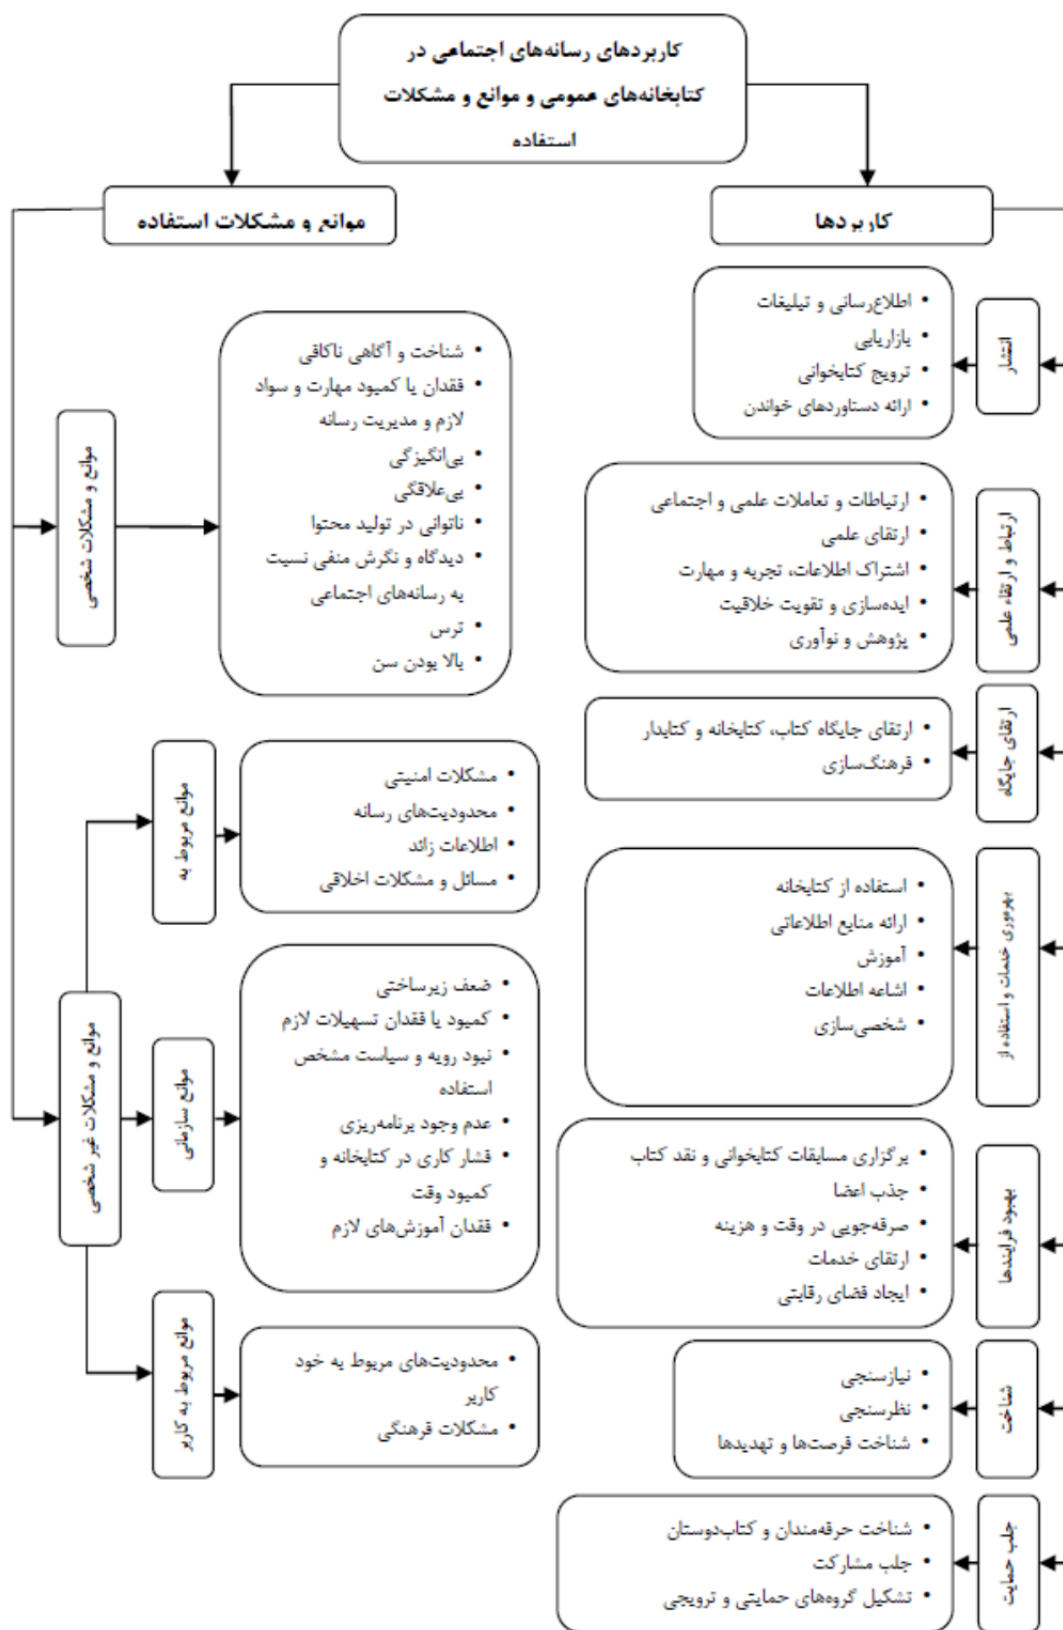 کاربردهای رسانه‌های اجتماعی در
کتابخانه‌های عمومی و موانع و مشکلات
استفاده
کاربردها
انتشار
• اطلاع‌رسانی و تبلیغات
• بازاریابی
• ترویج کتابخوانی
• ارائه دستاوردهای خواندن
ارتباط و ارتقاء علمی
• ارتباطات و تعاملات علمی و اجتماعی
• ارتقای علمی
• اشتراک اطلاعات، تجربه و مهارت
• ایده‌سازی و تقویت خلاقیت
• پژوهش و نوآوری
ارتقای جایگاه
• ارتقای جایگاه کتاب، کتابخانه و کتابدار
• فرهنگ‌سازی
بهره‌وری خدمات و استفاده از
• استفاده از کتابخانه
• ارائه منابع اطلاعاتی
• آموزش
• اشاعه اطلاعات
• شخصی‌سازی
بهبود فرایندها
• برگزاری مسابقات کتابخوانی و نقد کتاب
• جذب اعضا
• صرفه‌جویی در وقت و هزینه
• ارتقای خدمات
• ایجاد فضای رقابتی
شناخت
• نیازسنجی
• نظرسنجی
• شناخت فرصت‌ها و تهدیدها
جلب حمایت
• شناخت حرفه‌مندان و کتاب‌دوستان
• جلب مشارکت
• تشکیل گروه‌های حمایتی و ترویجی
موانع و مشکلات استفاده
موانع و مشکلات شخصی
• شناخت و آگاهی ناکافی
• فقدان یا کمبود مهارت و سواد
لازم و مدیریت رسانه
• بی‌انگیزگی
• بی‌علاقگی
• ناتوانی در تولید محتوا
• دیدگاه و نگرش منفی نسبت
به رسانه‌های اجتماعی
• ترس
• بالا بودن سن
موانع و مشکلات غیر شخصی
موانع مربوط به
• مشکلات امنیتی
• محدودیت‌های رسانه
• اطلاعات زائد
• مسائل و مشکلات اخلاقی
موانع سازمانی
• ضعف زیرساختی
• کمبود یا فقدان تسهیلات لازم
• نبود رویه و سیاست مشخص
استفاده
• عدم وجود برنامه‌ریزی
• فشار کاری در کتابخانه و
کمبود وقت
• فقدان آموزش‌های لازم
موانع مربوط به کاربر
• محدودیت‌های مربوط به خود
کاربر
• مشکلات فرهنگی